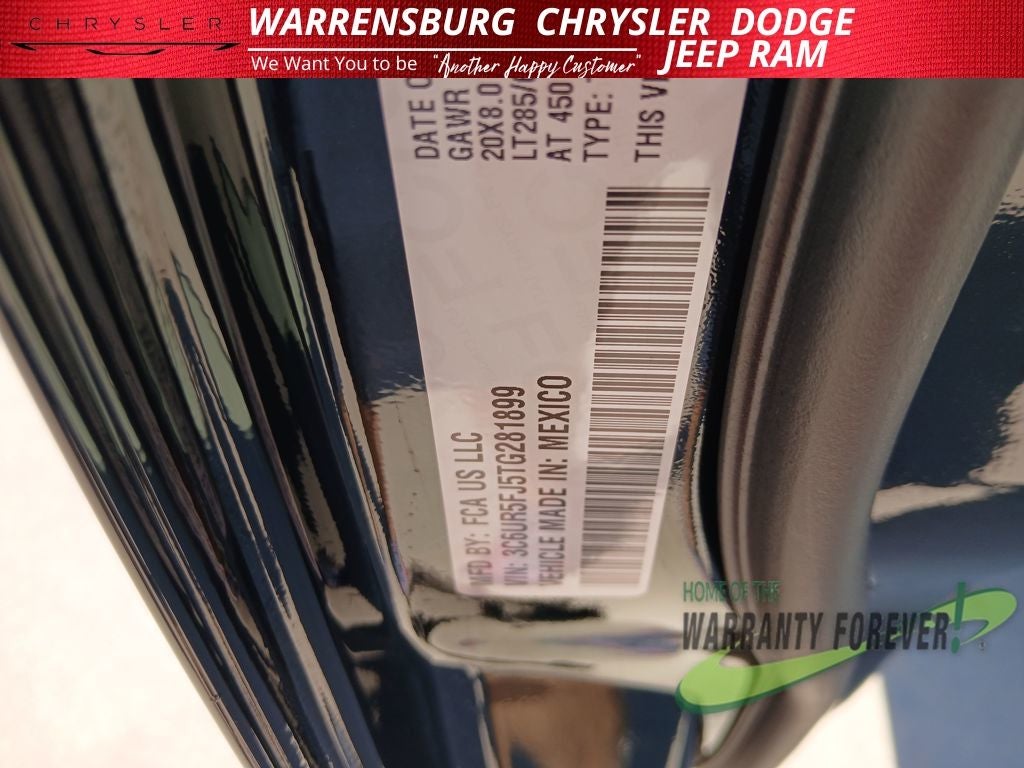 CHRYSLER
WARRENSBURG CHRYSLER DODGE
JEEP RAM
We Want You to be "Another Happy Customer"
MFD BY: FCA US LLC
VIN: 3C6UR5FJ5TG281899
VEHICLE MADE IN: MEXICO
DATE O
GAWR
20X8.0
LT285/
AT 450
TYPE:
THIS V
HOME OF THE
WARRANTY FOREVER!